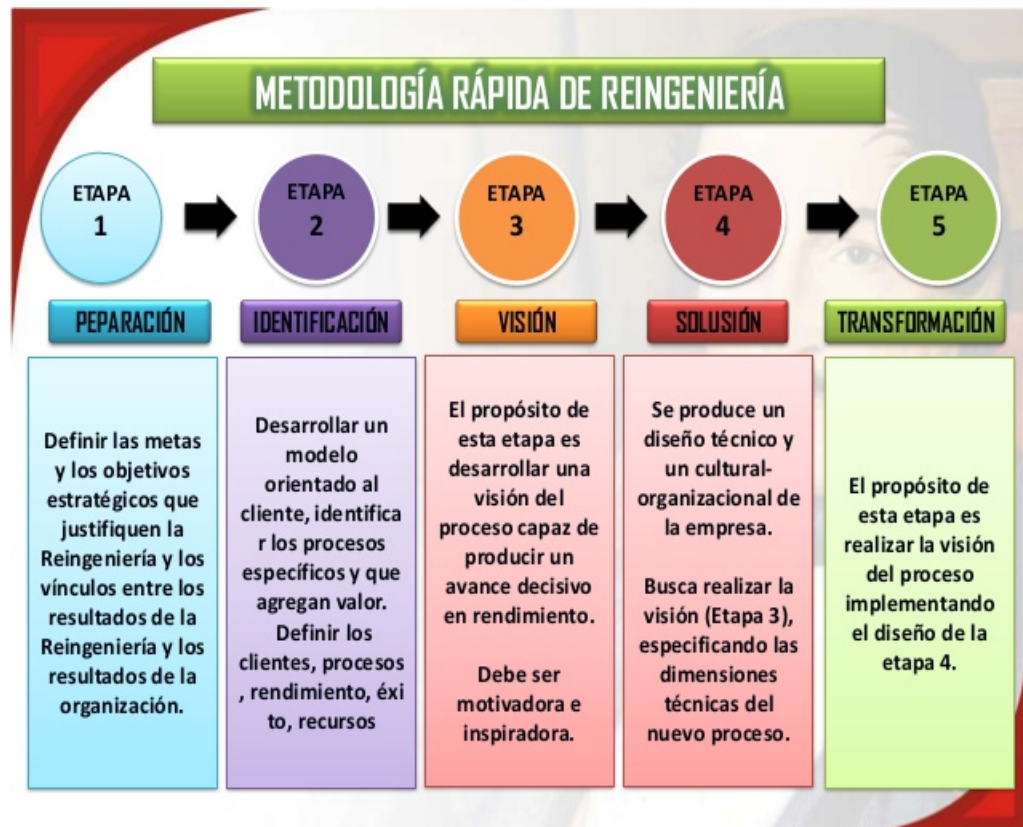 METODOLOGÍA RÁPIDA DE REINGENIERÍA
ETAPA
1
ETAPA
2
ETAPA
3
ETAPA
4
ETAPA
5
PEPARACIÓN
IDENTIFICACIÓN
VISIÓN
SOLUSIÓN
TRANSFORMACIÓN
Definir las metas
y los objetivos
estratégicos que
justifiquen la
Reingeniería y los
vínculos entre los
resultados de la
Reingeniería y los
resultados de la
organización.
Desarrollar un
modelo
orientado al
cliente, identifica
r los procesos
específicos y que
agregan valor.
Definir los
clientes, procesos
, rendimiento, éxi
to, recursos
El propósito de
esta etapa es
desarrollar una
visión del
proceso capaz de
producir un
avance decisivo
en rendimiento.
Debe ser
motivadora e
inspiradora.
Se produce un
diseño técnico y
un cultural-
organizacional de
la empresa.
Busca realizar la
visión (Etapa 3),
especificando las
dimensiones
técnicas del
nuevo proceso.
El propósito de
esta etapa es
realizar la visión
del proceso
implementando
el diseño de la
etapa 4.